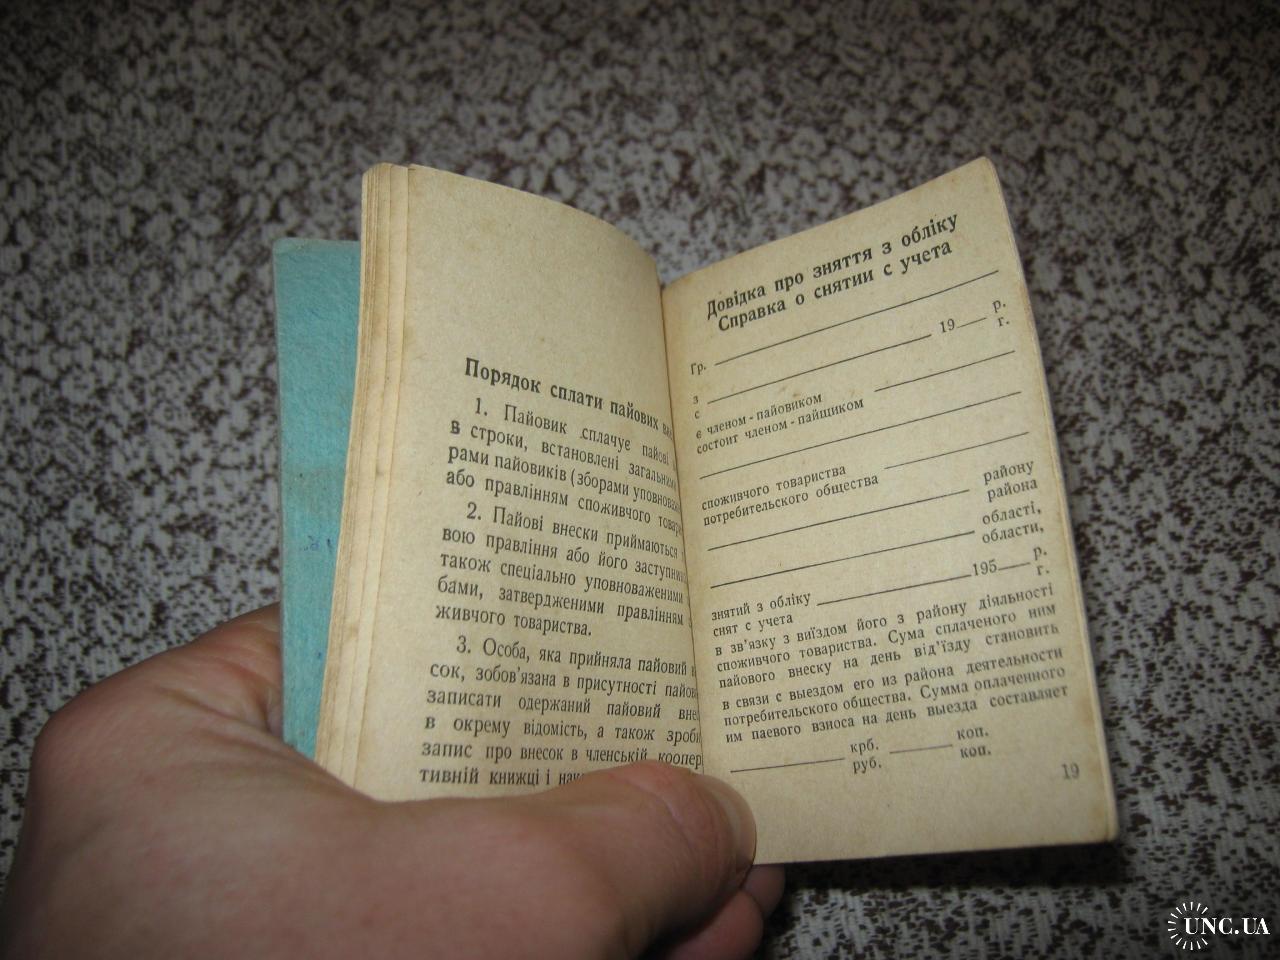 Порядок сплати пайових
1. Пайовик сплачує пайові
в строки, встановлені загальними
рами пайовиків (зборами уповнова
або правлінням споживчого товар
2. Пайові внески приймаються
вою правління або його заступник
також спеціально уповноваженими
бами, затвердженими правлінням
живчого товариства.
3. Особа, яка прийняла пайовий
сок, зобов'язана в присутності пайов
записати одержаний пайовий внес
в окрему відомість, а також зроби
запис про внесок в членській коопер
тивній книжці і
Довідка про зняття з обліку
Справка о снятии с учета
Гр.
19 р.
г.
з
с
є членом - пайовиком
состоит членом - пайщиком
споживчого товариства
потребительского общества
району
района
області,
области,
знятий з обліку 195 р.
снят с учета г.
в зв'язку з виїздом його з району діяльності
споживчого товариства. Сума сплаченого ним
пайового внеску на день від'їзду становить
в связи с выездом его из района деятельности
потребительского общества. Сумма оплаченного
им паевого взноса на день выезда составляет
крб. коп.
руб. коп.
19
UNC.UA